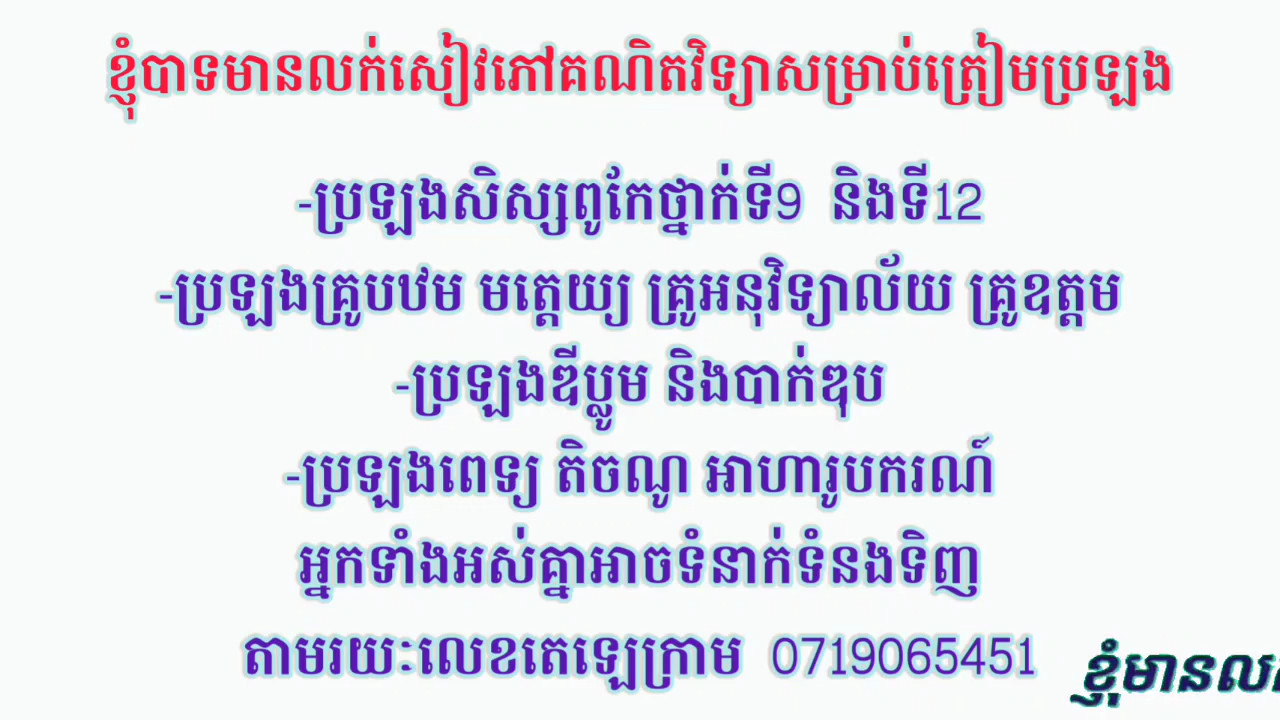 ខ្ញុំបាទមានលក់សៀវភៅគណិតវិទ្យាសម្រាប់ត្រៀមប្រឡង
-ប្រឡងសិស្សពូកែថ្នាក់ទី9 និងទី12
-ប្រឡងគ្រូបឋម មត្តេយ្យ គ្រូអនុវិទ្យាល័យ គ្រូឧត្តម
-ប្រឡងឌីប្លូម និងបាក់ឌុប
-ប្រឡងពេទ្យ តិចណូ អាហារូបករណ៍
អ្នកទាំងអស់គ្នាអាចទំនាក់ទំនងទិញ
តាមរយៈលេខតេឡេក្រាម 0719065451
ខ្ញុំមាន